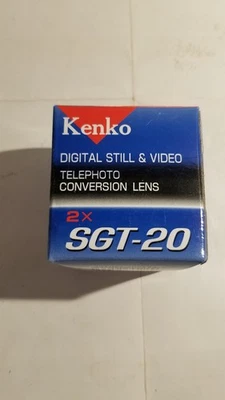 Kenko
DIGITAL STILL & VIDEO
TELEPHOTO
CONVERSION LENS
2×
SGT-20